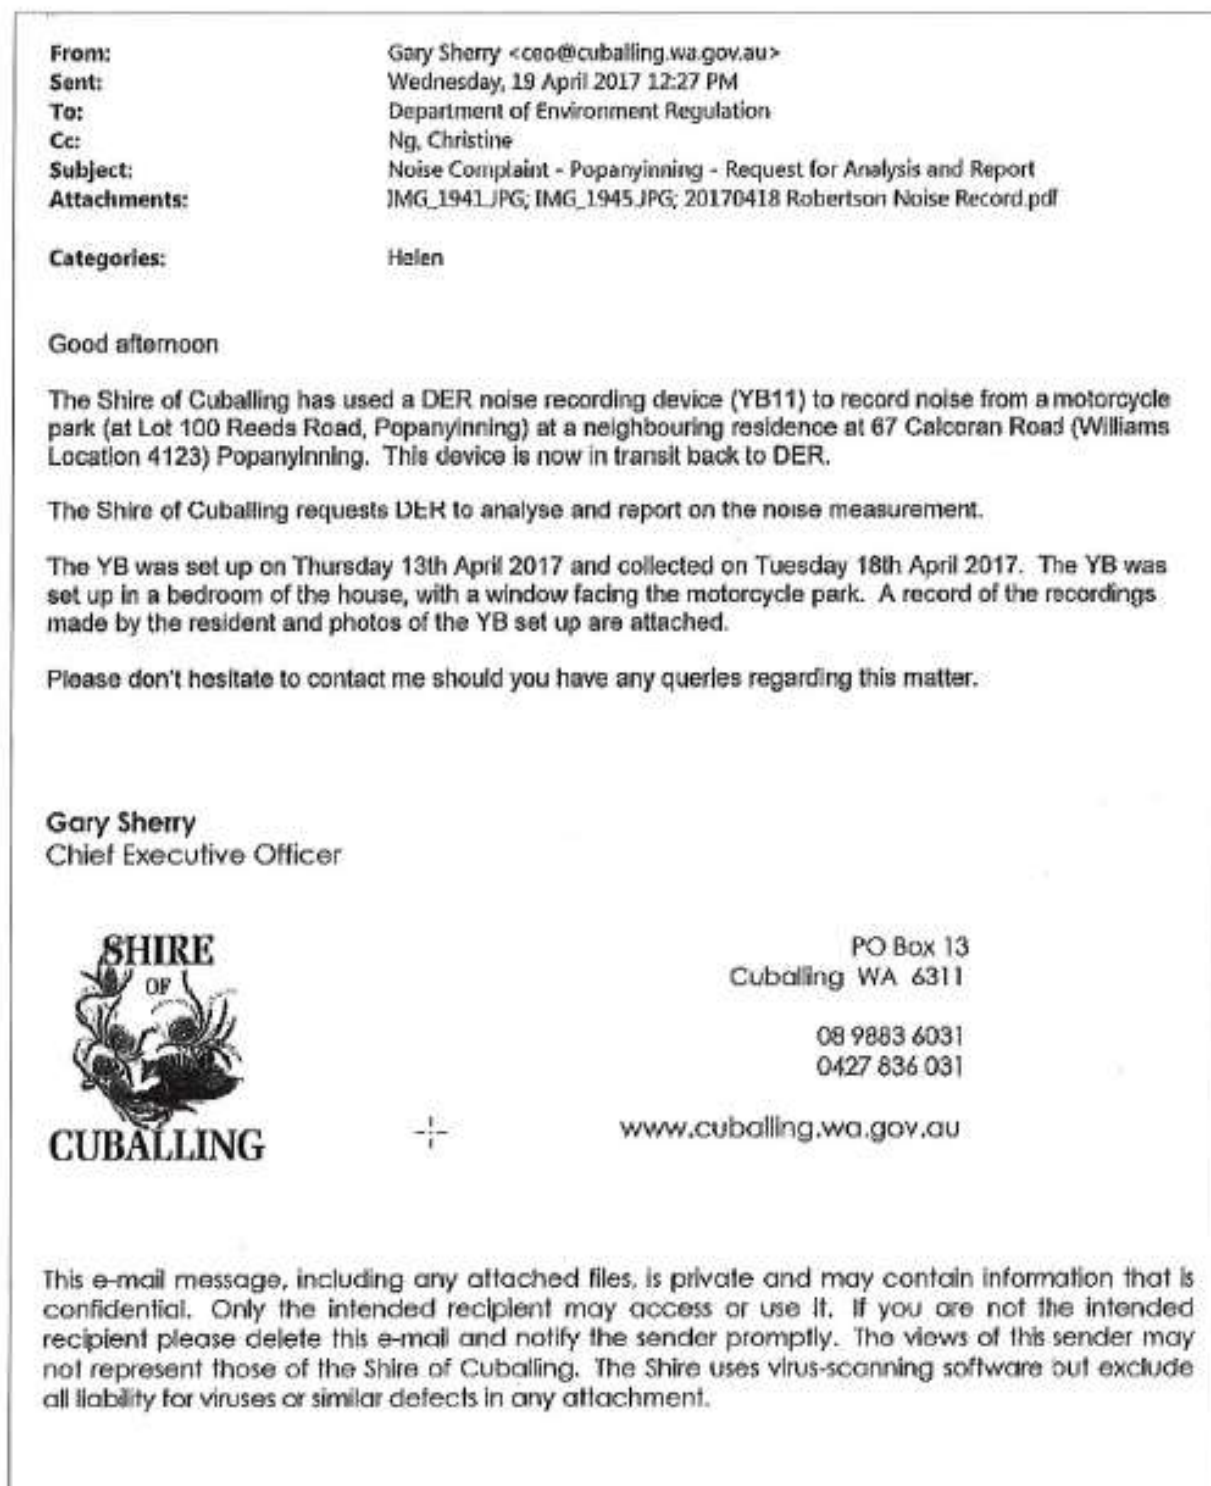 From: Gary Sherry <ceo@cuballing.wa.gov.au>
Sent: Wednesday, 19 April 2017 12:27 PM
To: Department of Environment Regulation
Cc: Ng, Christine
Subject: Noise Complaint - Popanyinning - Request for Analysis and Report
Attachments: IMG_1941.JPG; IMG_1945.JPG; 20170418 Robertson Noise Record.pdf
Categories: Helen
Good afternoon
The Shire of Cuballing has used a DER noise recording device (YB11) to record noise from a motorcycle
park (at Lot 100 Reeds Road, Popanyinning) at a neighbouring residence at 67 Calcoran Road (Williams
Location 4123) Popanyinning. This device is now in transit back to DER.
The Shire of Cuballing requests DER to analyse and report on the noise measurement.
The YB was set up on Thursday 13th April 2017 and collected on Tuesday 18th April 2017. The YB was
set up in a bedroom of the house, with a window facing the motorcycle park. A record of the recordings
made by the resident and photos of the YB set up are attached.
Please don't hesitate to contact me should you have any queries regarding this matter.
Gary Sherry
Chief Executive Officer
SHIRE
OF
CUBALLING
PO Box 13
Cuballing WA 6311
08 9883 6031
0427 836 031
www.cuballing.wa.gov.au
This e-mail message, including any attached files, is private and may contain information that is
confidential. Only the intended recipient may access or use it. If you are not the intended
recipient please delete this e-mail and notify the sender promptly. The views of this sender may
not represent those of the Shire of Cuballing. The Shire uses virus-scanning software but exclude
all liability for viruses or similar defects in any attachment.